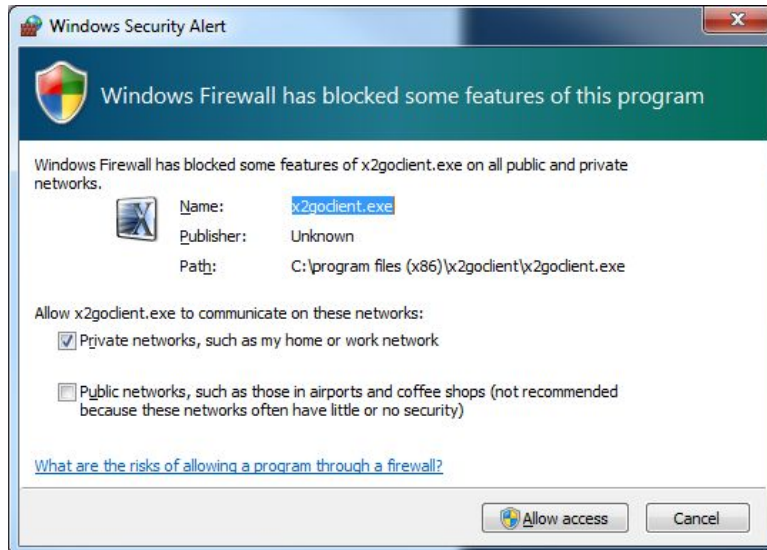 Windows Security Alert
Windows Firewall has blocked some features of this program
Windows Firewall has blocked some features of x2goclient.exe on all public and private
networks.
Name: x2goclient.exe
Publisher: Unknown
Path: C:\program files (x86)\x2goclient\x2goclient.exe
Allow x2goclient.exe to communicate on these networks:
Private networks, such as my home or work network
Public networks, such as those in airports and coffee shops (not recommended
because these networks often have little or no security)
What are the risks of allowing a program through a firewall?
Allow access Cancel